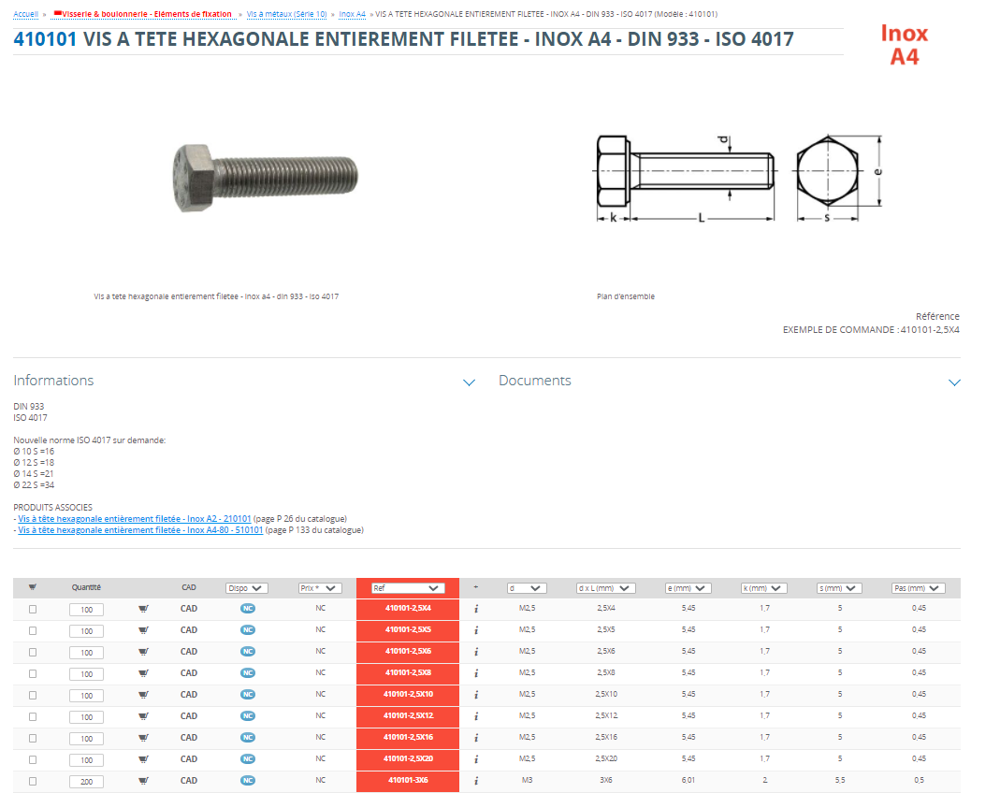 Accueil » Visserie & boulonnerie - Eléments de fixation » Vis à métaux (Série 10) » Inox A4 » VIS A TETE HEXAGONALE ENTIEREMENT FILETEE - INOX A4 - DIN 933 - ISO 4017 (Modèle : 410101)
410101 VIS A TETE HEXAGONALE ENTIEREMENT FILETEE - INOX A4 - DIN 933 - ISO 4017
Inox
A4
d
e
k L s
Vis a tete hexagonale entierement filetee - inox a4 - din 933 - iso 4017
Plan d'ensemble
Référence
EXEMPLE DE COMMANDE : 410101-2,5X4
Informations
Documents
DIN 933
ISO 4017
Nouvelle norme ISO 4017 sur demande:
Ø 10 S =16
Ø 12 S =18
Ø 14 S =21
Ø 22 S =34
PRODUITS ASSOCIES
- Vis à tête hexagonale entièrement filetée - Inox A2 - 210101 (page P 26 du catalogue)
- Vis à tête hexagonale entièrement filetée - Inox A4-80 - 510101 (page P 133 du catalogue)
Quantité CAD Dispo Prix * Ref + d d x L (mm) e (mm) k (mm) s (mm) Pas (mm)
100 CAD NC NC 410101-2,5X4 i M2,5 2,5X4 5,45 1,7 5 0,45
100 CAD NC NC 410101-2,5X5 i M2,5 2,5X5 5,45 1,7 5 0,45
100 CAD NC NC 410101-2,5X6 i M2,5 2,5X6 5,45 1,7 5 0,45
100 CAD NC NC 410101-2,5X8 i M2,5 2,5X8 5,45 1,7 5 0,45
100 CAD NC NC 410101-2,5X10 i M2,5 2,5X10 5,45 1,7 5 0,45
100 CAD NC NC 410101-2,5X12 i M2,5 2,5X12 5,45 1,7 5 0,45
100 CAD NC NC 410101-2,5X16 i M2,5 2,5X16 5,45 1,7 5 0,45
100 CAD NC NC 410101-2,5X20 i M2,5 2,5X20 5,45 1,7 5 0,45
200 CAD NC NC 410101-3X6 i M3 3X6 6,01 2 5,5 0,5